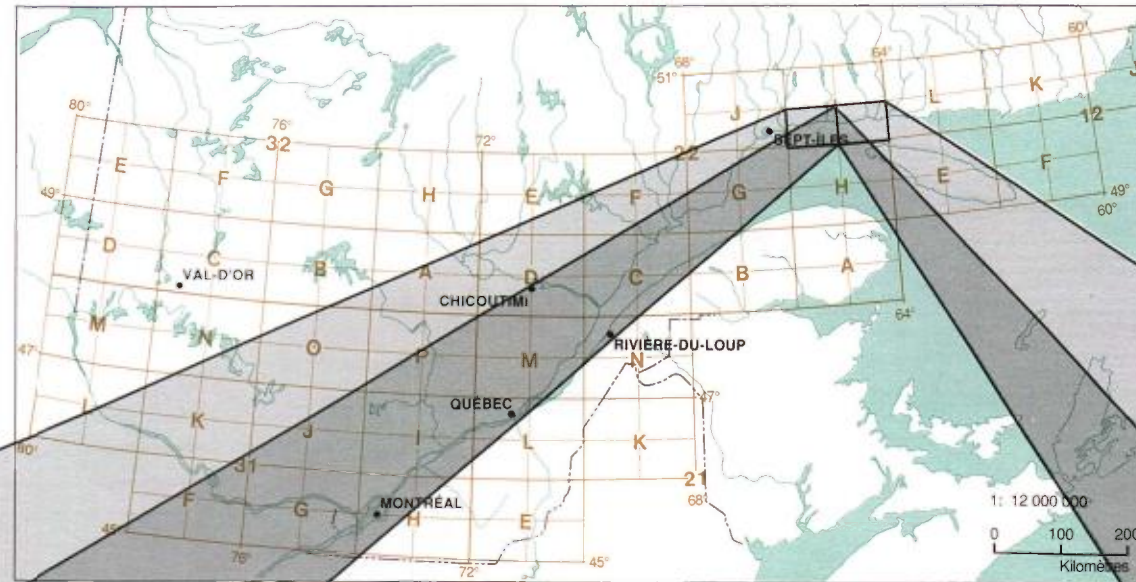 60°
64°
68°
51°
J
L
K
J
80°
76°
32
72°
12
SEPT-ÎLES
22
E
F
G
H
E
F
G
H
E
F
49°
49°
60°
D
C
B
A
D
C
B
A
VAL-D'OR
CHICOUTIMI
64°
M
N
O
P
M
N
RIVIÈRE-DU-LOUP
47°
47°
L
K
J
I
L
K
QUÉBEC
80°
31
21
68°
1: 12 000 000
F
G
H
E
MONTRÉAL
45°
76°
72°
45°
0 100 200
Kilomètres